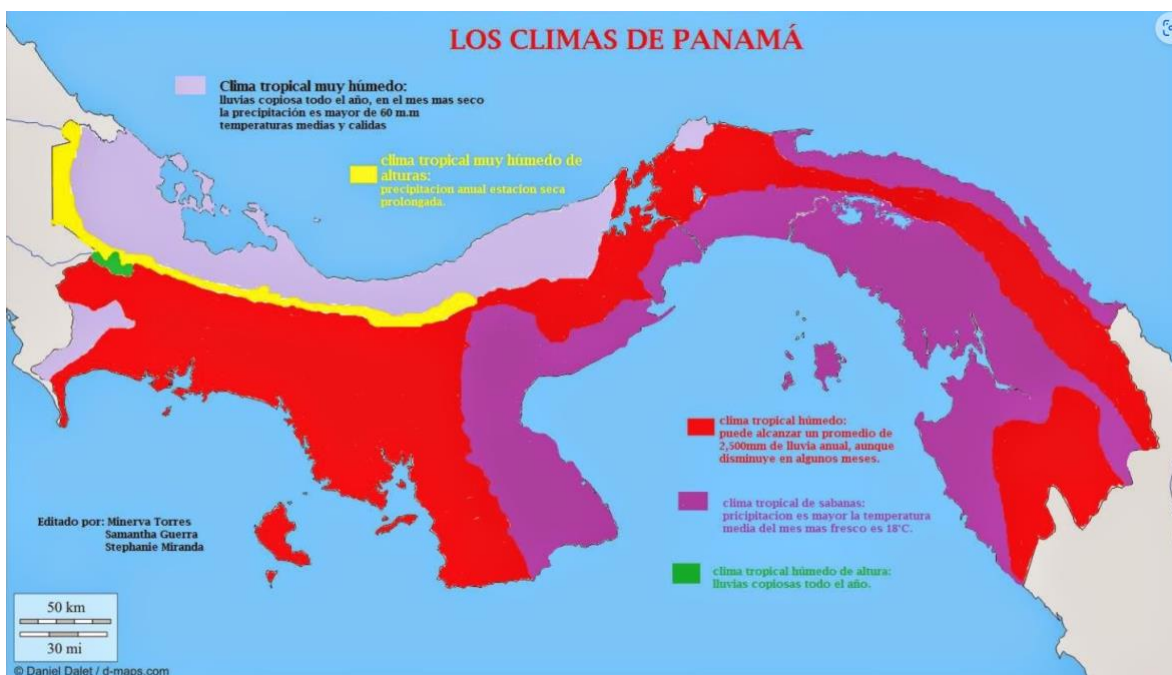 LOS CLIMAS DE PANAMÁ
Clima tropical muy húmedo:
lluvias copiosa todo el año, en el mes mas seco
la precipitación es mayor de 60 m.m
temperaturas medias y calidas
clima tropical muy húmedo de
alturas:
precipitacion anual estacion seca
prolongada.
clima tropical húmedo:
puede alcanzar un promedio de
2,500mm de lluvia anual, aunque
disminuye en algunos meses.
clima tropical de sabanas:
pricipitacion es mayor la temperatura
media del mes mas fresco es 18°C.
clima tropical húmedo de altura:
lluvias copiosas todo el año.
Editado por: Minerva Torres
Samantha Guerra
Stephanie Miranda
50 km
30 mi
© Daniel Dalet / d-maps.com